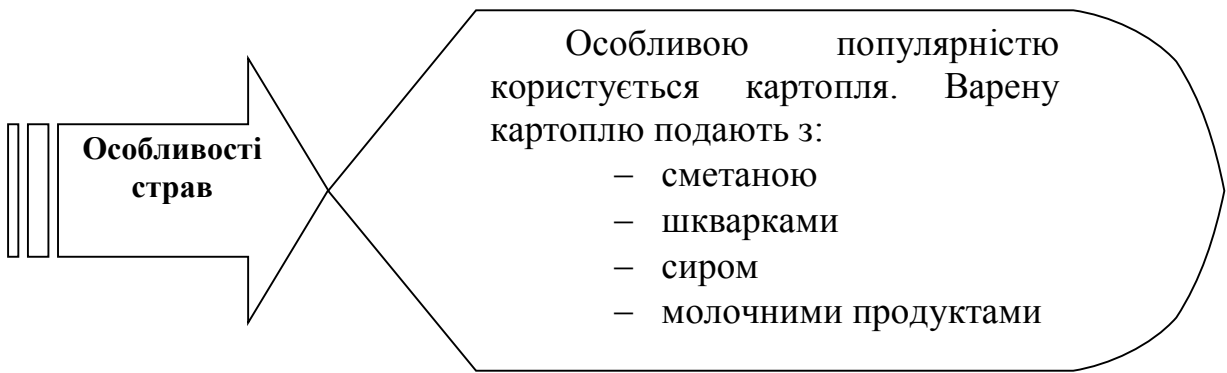 Особливості
страв
Особливою популярністю
користується картопля. Варену
картоплю подають з:
– сметаною
– шкварками
– сиром
– молочними продуктами